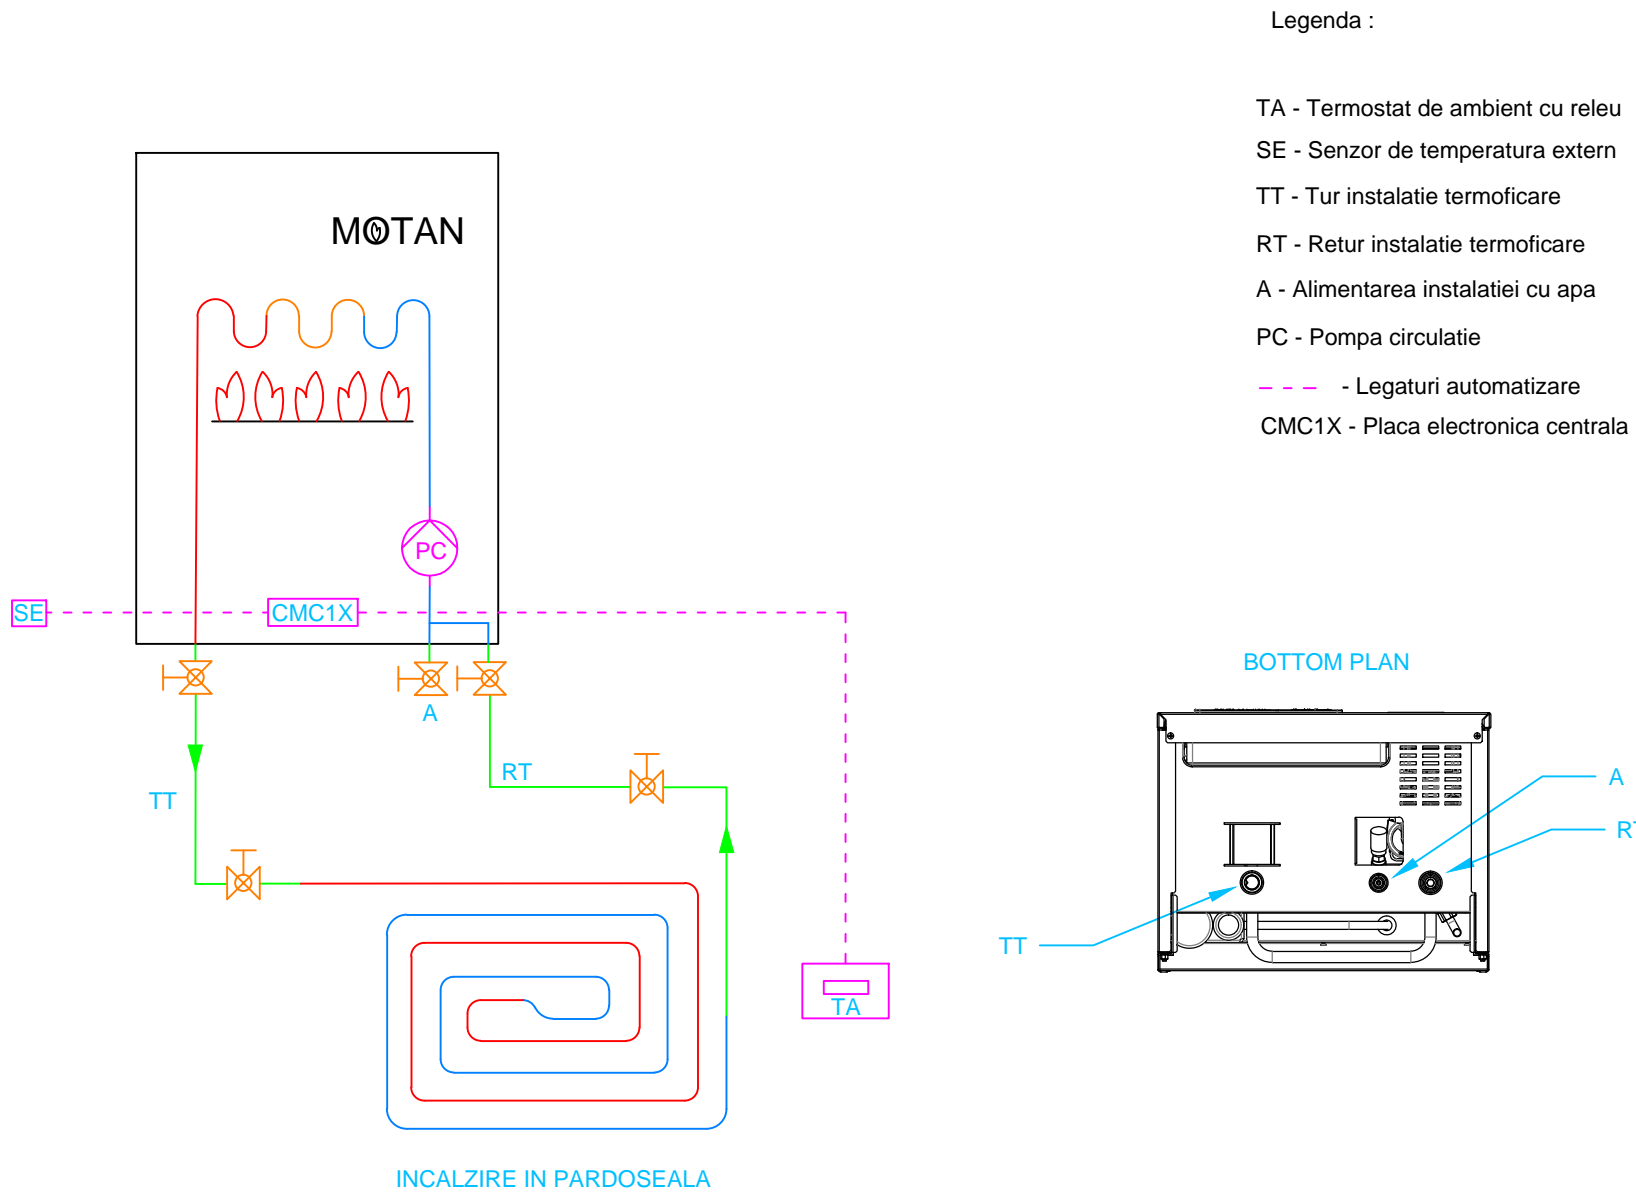 Legenda :
TA - Termostat de ambient cu releu
SE - Senzor de temperatura extern
TT - Tur instalatie termoficare
RT - Retur instalatie termoficare
A - Alimentarea instalatiei cu apa
PC - Pompa circulatie
- Legaturi automatizare
CMC1X - Placa electronica centrala
MOTAN
PC
SE
CMC1X
A
RT
TT
TA
INCALZIRE IN PARDOSEALA
BOTTOM PLAN
A
RT
TT